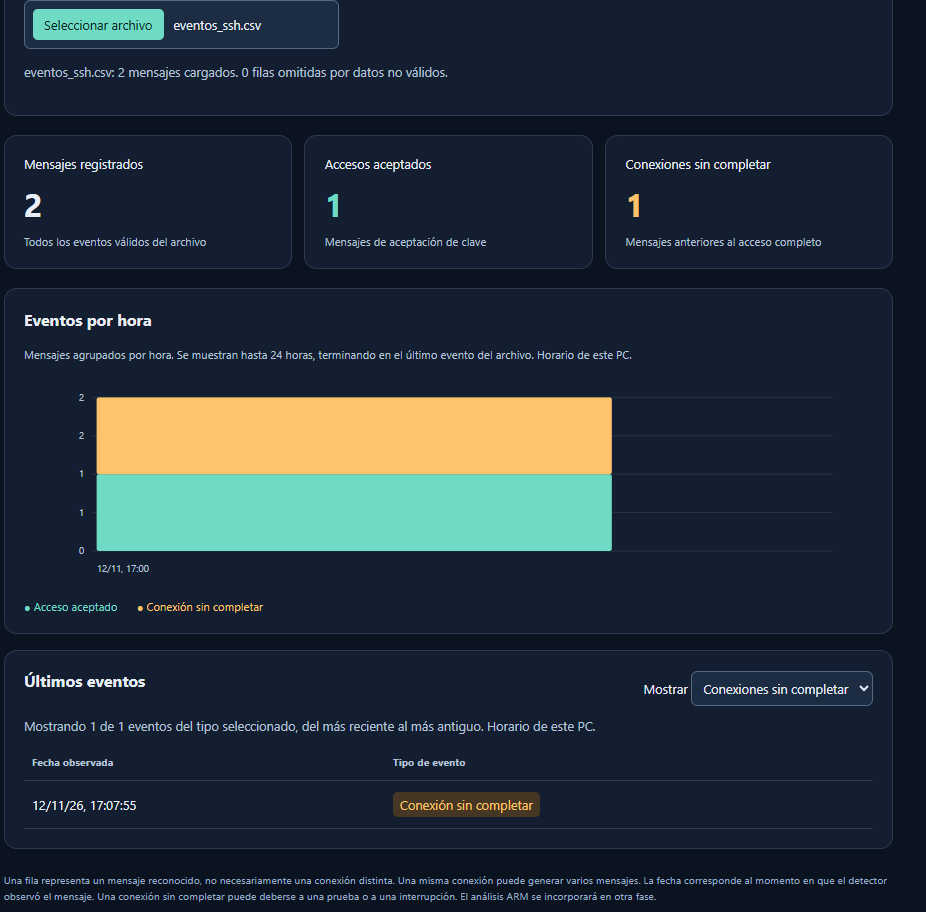 Seleccionar archivo eventos_ssh.csv
eventos_ssh.csv: 2 mensajes cargados. 0 filas omitidas por datos no válidos.
Mensajes registrados
2
Todos los eventos válidos del archivo
Accesos aceptados
1
Mensajes de aceptación de clave
Conexiones sin completar
1
Mensajes anteriores al acceso completo
Eventos por hora
Mensajes agrupados por hora. Se muestran hasta 24 horas, terminando en el último evento del archivo. Horario de este PC.
2
2
1
1
0
12/11, 17:00
Acceso aceptado
Conexión sin completar
Últimos eventos
Mostrar Conexiones sin completar
Mostrando 1 de 1 eventos del tipo seleccionado, del más reciente al más antiguo. Horario de este PC.
Fecha observada Tipo de evento
12/11/26, 17:07:55 Conexión sin completar
Una fila representa un mensaje reconocido, no necesariamente una conexión distinta. Una misma conexión puede generar varios mensajes. La fecha corresponde al momento en que el detector
observó el mensaje. Una conexión sin completar puede deberse a una prueba o a una interrupción. El análisis ARM se incorporará en otra fase.